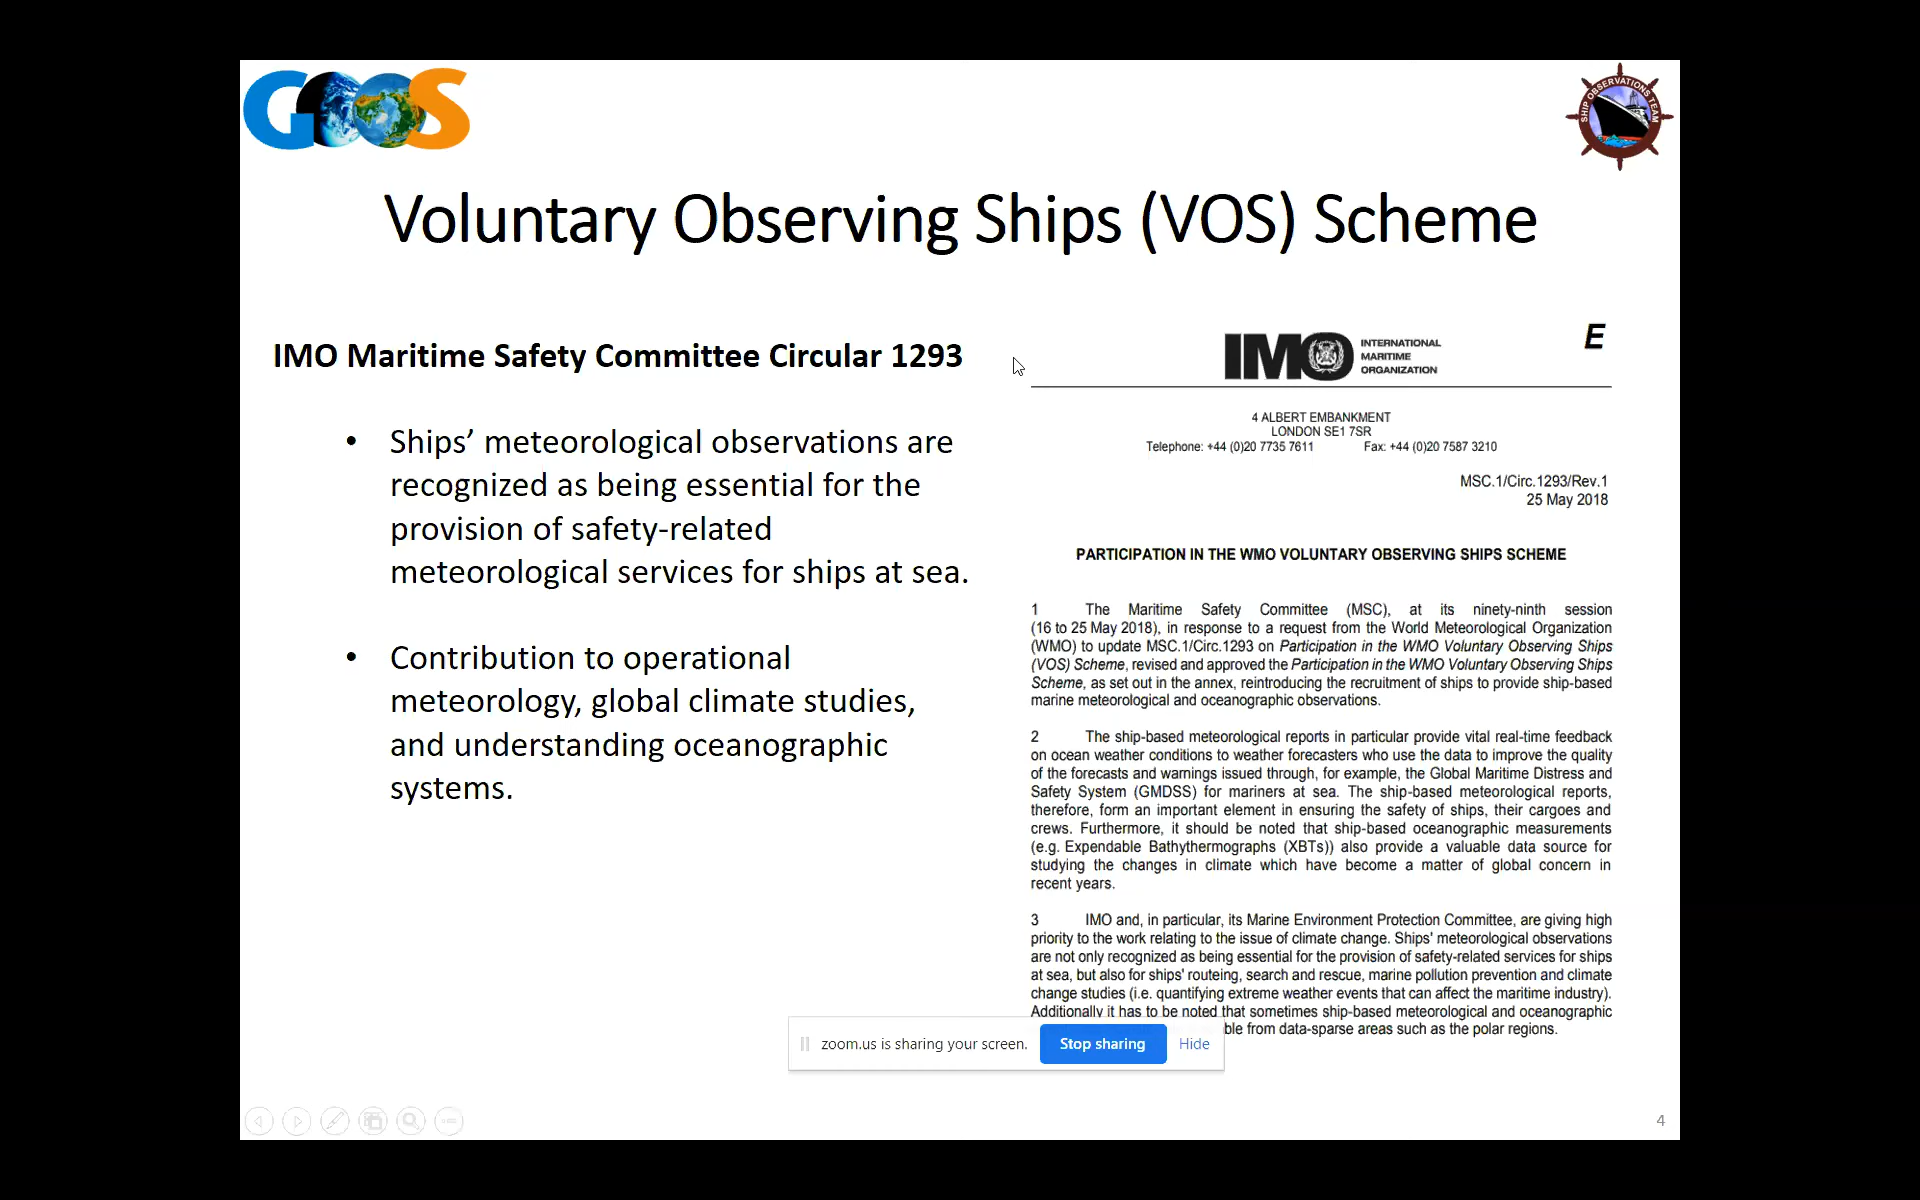 GOOS
SHIP OBSERVATIONS TEAM
Voluntary Observing Ships (VOS) Scheme
IMO Maritime Safety Committee Circular 1293
• Ships’ meteorological observations are
recognized as being essential for the
provision of safety-related
meteorological services for ships at sea.
• Contribution to operational
meteorology, global climate studies,
and understanding oceanographic
systems.
E
IMO
INTERNATIONAL
MARITIME
ORGANIZATION
4 ALBERT EMBANKMENT
LONDON SE1 7SR
Telephone: +44 (0)20 7735 7611 Fax: +44 (0)20 7587 3210
MSC.1/Circ.1293/Rev.1
25 May 2018
PARTICIPATION IN THE WMO VOLUNTARY OBSERVING SHIPS SCHEME
1 The Maritime Safety Committee (MSC), at its ninety-ninth session
(16 to 25 May 2018), in response to a request from the World Meteorological Organization
(WMO) to update MSC.1/Circ.1293 on Participation in the WMO Voluntary Observing Ships
(VOS) Scheme, revised and approved the Participation in the WMO Voluntary Observing Ships
Scheme, as set out in the annex, reintroducing the recruitment of ships to provide ship-based
marine meteorological and oceanographic observations.
2 The ship-based meteorological reports in particular provide vital real-time feedback
on ocean weather conditions to weather forecasters who use the data to improve the quality
of the forecasts and warnings issued through, for example, the Global Maritime Distress and
Safety System (GMDSS) for mariners at sea. The ship-based meteorological reports,
therefore, form an important element in ensuring the safety of ships, their cargoes and
crews. Furthermore, it should be noted that ship-based oceanographic measurements
(e.g. Expendable Bathythermographs (XBTs)) also provide a valuable data source for
studying the changes in climate which have become a matter of global concern in
recent years.
3 IMO and, in particular, its Marine Environment Protection Committee, are giving high
priority to the work relating to the issue of climate change. Ships' meteorological observations
are not only recognized as being essential for the provision of safety-related services for ships
at sea, but also for ships' routeing, search and rescue, marine pollution prevention and climate
change studies (i.e. quantifying extreme weather events that can affect the maritime industry).
Additionally it has to be noted that sometimes ship-based meteorological and oceanographic
from data-sparse areas such as the polar regions.
zoom.us is sharing your screen. Stop sharing Hide
4